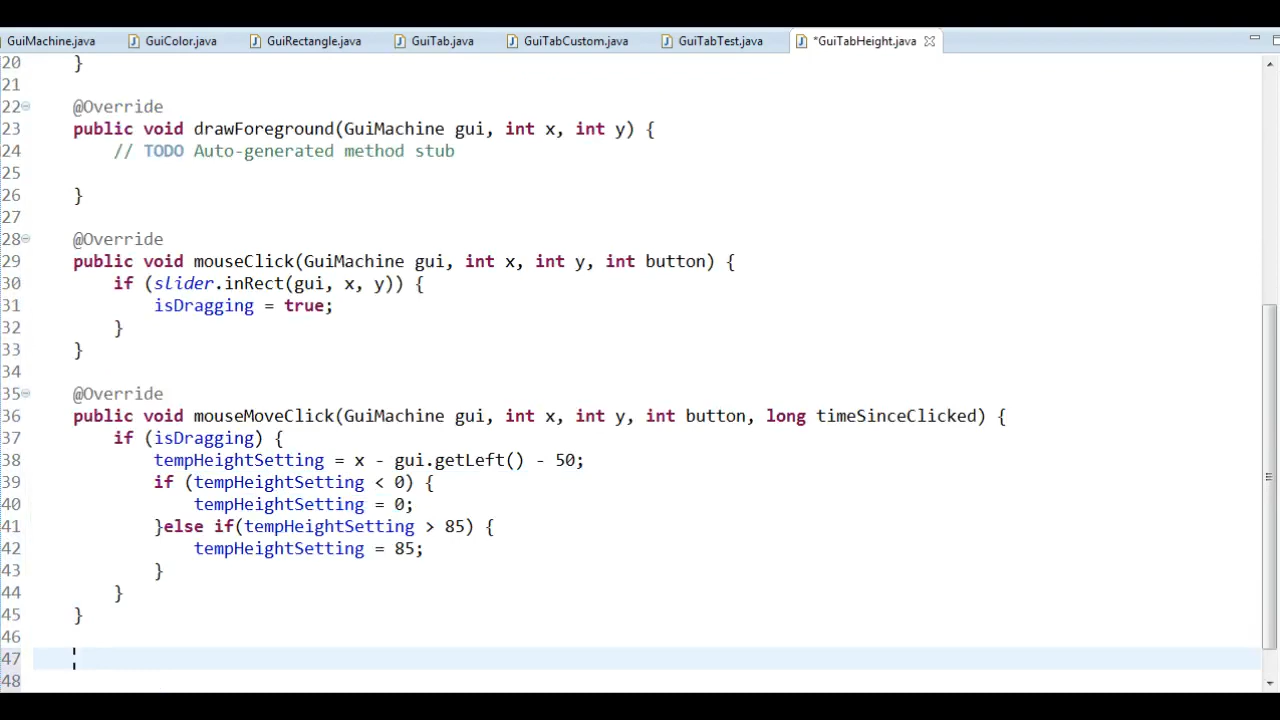 GuiMachine.java GuiColor.java GuiRectangle.java GuiTab.java GuiTabCustom.java GuiTabTest.java *GuiTabHeight.java
20 }
21
22 @Override
23 public void drawForeground(GuiMachine gui, int x, int y) {
24 // TODO Auto-generated method stub
25
26 }
27
28 @Override
29 public void mouseClick(GuiMachine gui, int x, int y, int button) {
30 if (slider.inRect(gui, x, y)) {
31 isDragging = true;
32 }
33 }
34
35 @Override
36 public void mouseMoveClick(GuiMachine gui, int x, int y, int button, long timeSinceClicked) {
37 if (isDragging) {
38 tempHeightSetting = x - gui.getLeft() - 50;
39 if (tempHeightSetting < 0) {
40 tempHeightSetting = 0;
41 }else if(tempHeightSetting > 85) {
42 tempHeightSetting = 85;
43 }
44 }
45 }
46
47
48